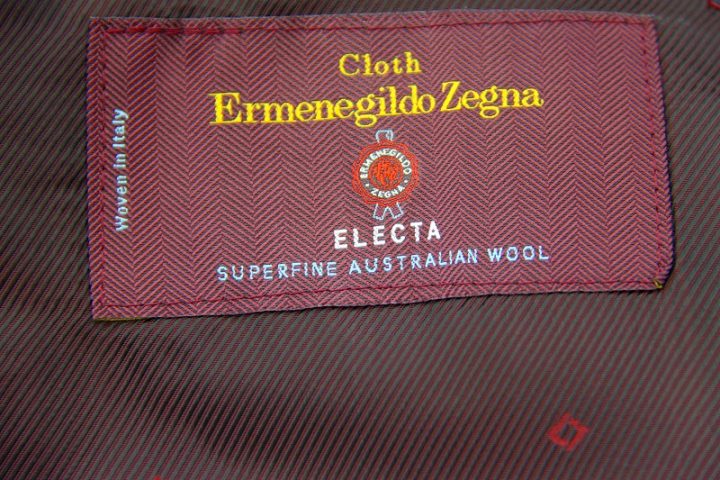 Cloth
Ermenegildo Zegna
ERMENEGILDO
ZEGNA
ELECTA
SUPERFINE AUSTRALIAN WOOL
Woven in Italy